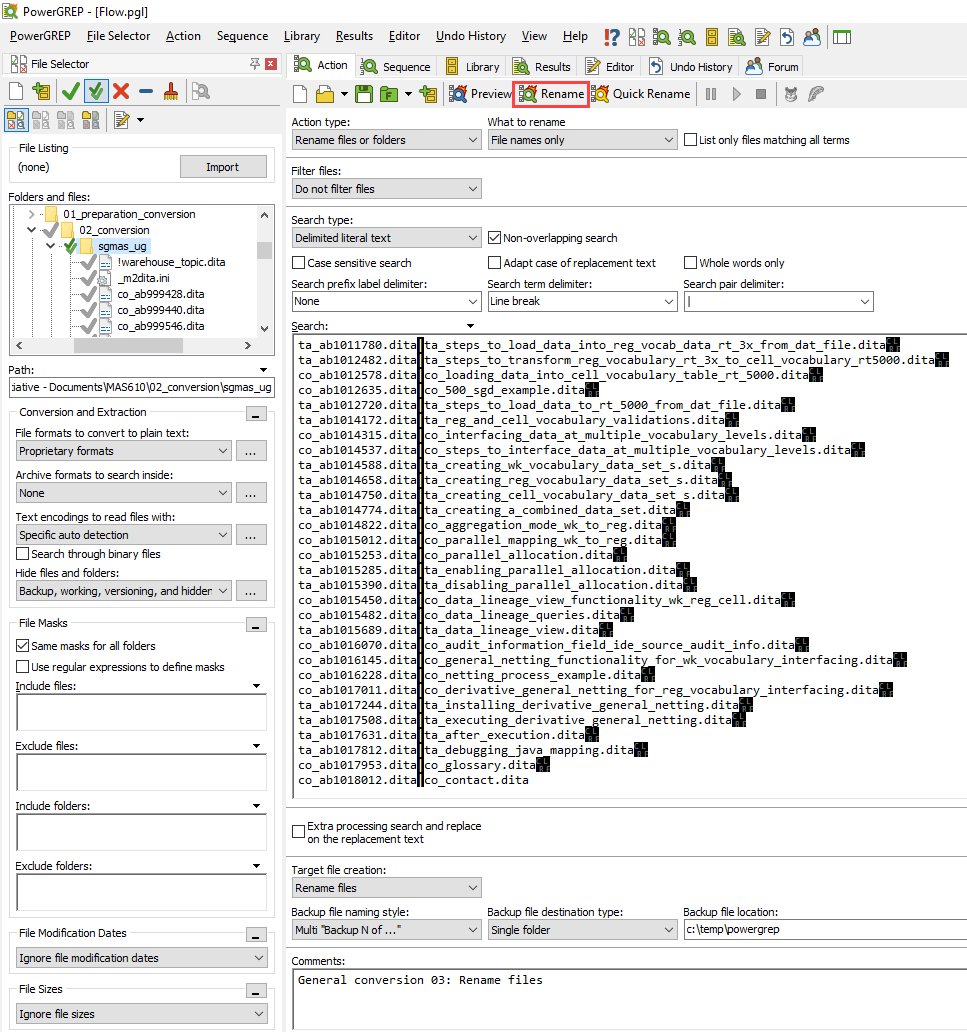 PowerGREP - [Flow.pgl]
PowerGREP File Selector Action Sequence Library Results Editor Undo History View Help
File Selector
Action Sequence Library Results Editor Undo History Forum
Preview Rename Quick Rename
File Listing
(none) Import
Folders and files:
01_preparation_conversion
02_conversion
sgmas_ug
!warehouse_topic.dita
_m2dita.ini
co_ab999428.dita
co_ab999440.dita
co_ab999546.dita
Path:
iative - Documents\MAS610\02_conversion\sgmas_ug
Conversion and Extraction
File formats to convert to plain text:
Proprietary formats ...
Archive formats to search inside:
None ...
Text encodings to read files with:
Specific auto detection ...
Search through binary files
Hide files and folders:
Backup, working, versioning, and hidden ...
File Masks
Same masks for all folders
Use regular expressions to define masks
Include files:
Exclude files:
Include folders:
Exclude folders:
File Modification Dates
Ignore file modification dates
File Sizes
Ignore file sizes
Action type: What to rename
Rename files or folders File names only List only files matching all terms
Filter files:
Do not filter files
Search type:
Delimited literal text Non-overlapping search
Case sensitive search Adapt case of replacement text Whole words only
Search prefix label delimiter: Search term delimiter: Search pair delimiter:
None Line break |
Search:
ta_ab1011780.dita|ta_steps_to_load_data_into_reg_vocab_data_rt_3x_from_dat_file.dita
ta_ab1012482.dita|ta_steps_to_transform_reg_vocabulary_rt_3x_to_cell_vocabulary_rt5000.dita
co_ab1012578.dita|co_loading_data_into_cell_vocabulary_table_rt_5000.dita
co_ab1012635.dita|co_500_sgd_example.dita
ta_ab1012720.dita|ta_steps_to_load_data_to_rt_5000_from_dat_file.dita
ta_ab1014172.dita|ta_reg_and_cell_vocabulary_validations.dita
co_ab1014315.dita|co_interfacing_data_at_multiple_vocabulary_levels.dita
co_ab1014537.dita|co_steps_to_interface_data_at_multiple_vocabulary_levels.dita
ta_ab1014588.dita|ta_creating_wk_vocabulary_data_set_s.dita
ta_ab1014658.dita|ta_creating_reg_vocabulary_data_set_s.dita
ta_ab1014750.dita|ta_creating_cell_vocabulary_data_set_s.dita
ta_ab1014774.dita|ta_creating_a_combined_data_set.dita
co_ab1014822.dita|co_aggregation_mode_wk_to_reg.dita
co_ab1015012.dita|co_parallel_mapping_wk_to_reg.dita
co_ab1015253.dita|co_parallel_allocation.dita
ta_ab1015285.dita|ta_enabling_parallel_allocation.dita
ta_ab1015390.dita|ta_disabling_parallel_allocation.dita
co_ab1015450.dita|co_data_lineage_view_functionality_wk_reg_cell.dita
co_ab1015482.dita|co_data_lineage_queries.dita
ta_ab1015689.dita|ta_data_lineage_view.dita
co_ab1016070.dita|co_audit_information_field_ide_source_audit_info.dita
co_ab1016145.dita|co_general_netting_functionality_for_wk_vocabulary_interfacing.dita
co_ab1016228.dita|co_netting_process_example.dita
co_ab1017011.dita|co_derivative_general_netting_for_reg_vocabulary_interfacing.dita
ta_ab1017244.dita|ta_installing_derivative_general_netting.dita
ta_ab1017508.dita|ta_executing_derivative_general_netting.dita
ta_ab1017631.dita|ta_after_execution.dita
ta_ab1017812.dita|ta_debugging_java_mapping.dita
co_ab1017953.dita|co_glossary.dita
co_ab1018012.dita|co_contact.dita
Extra processing search and replace
on the replacement text
Target file creation:
Rename files
Backup file naming style: Backup file destination type: Backup file location:
Multi "Backup N of ..." Single folder c:\temp\powergrep
Comments:
General conversion 03: Rename files